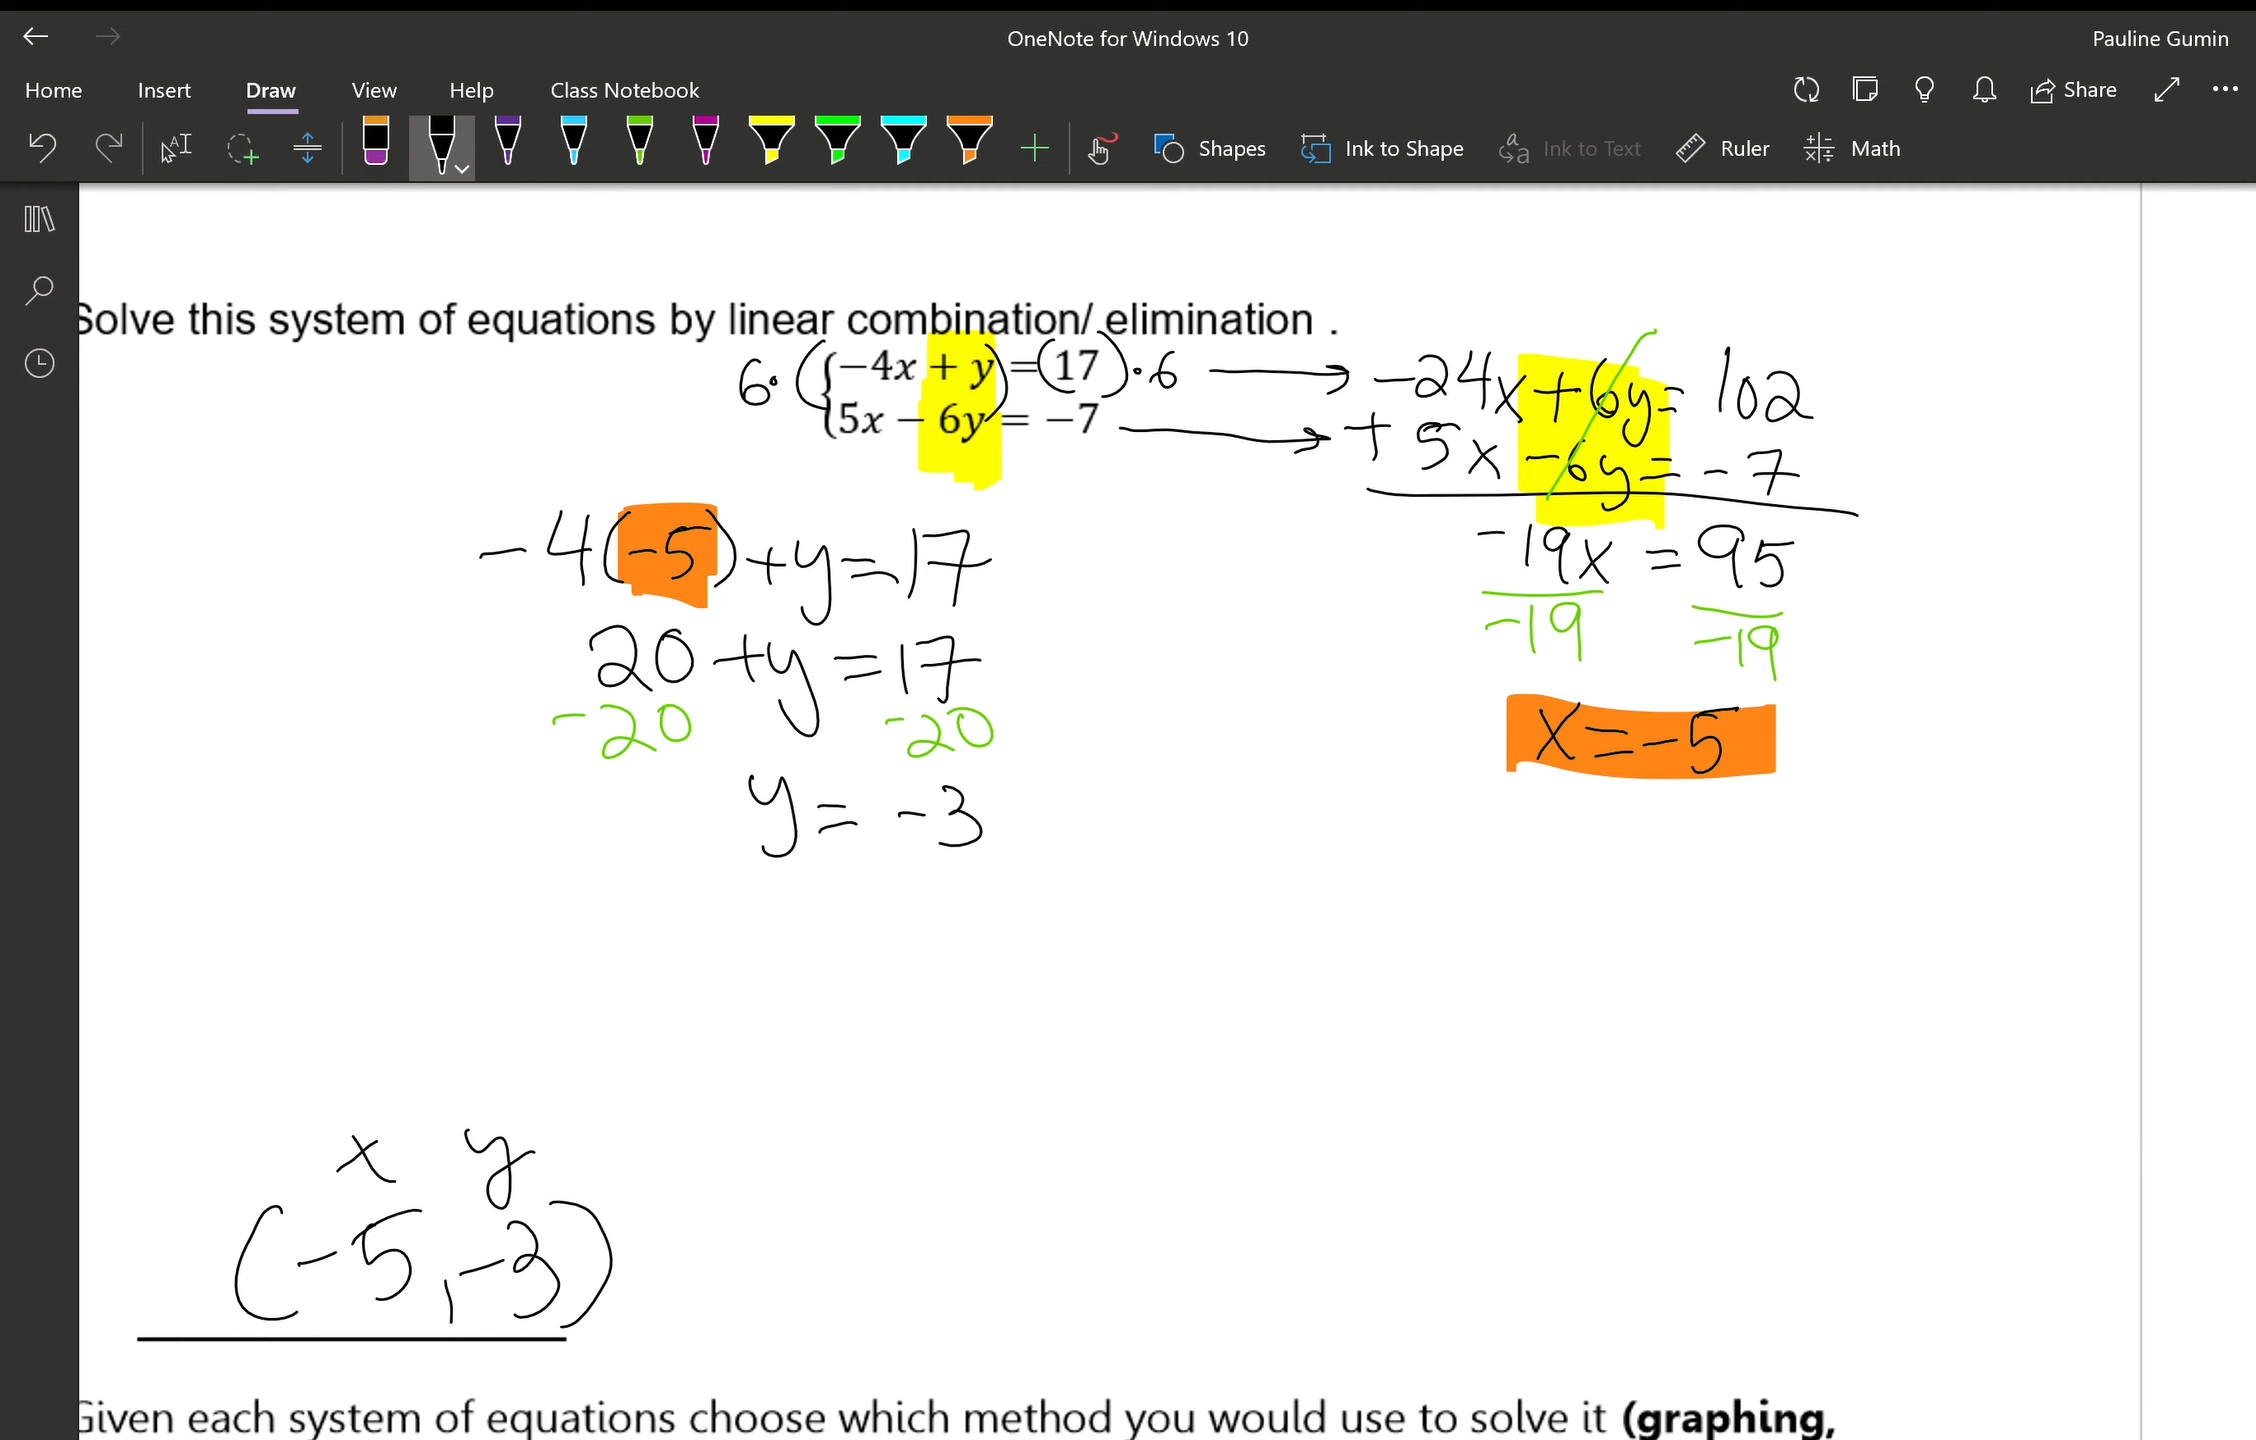 OneNote for Windows 10
Pauline Gumin
Home Insert Draw View Help Class Notebook Share
Shapes Ink to Shape Ink to Text Ruler Math
Solve this system of equations by linear combination/ elimination .
6·({−4x + y)=(17)·6 → −24x+6y= 102
{5x − 6y = −7 → + 5x −6y= −7
−19x = 95
−19 −19
x=−5
−4(−5)+y=17
20+y=17
−20 −20
y= −3
x y
(−5,−3)
Given each system of equations choose which method you would use to solve it (graphing,